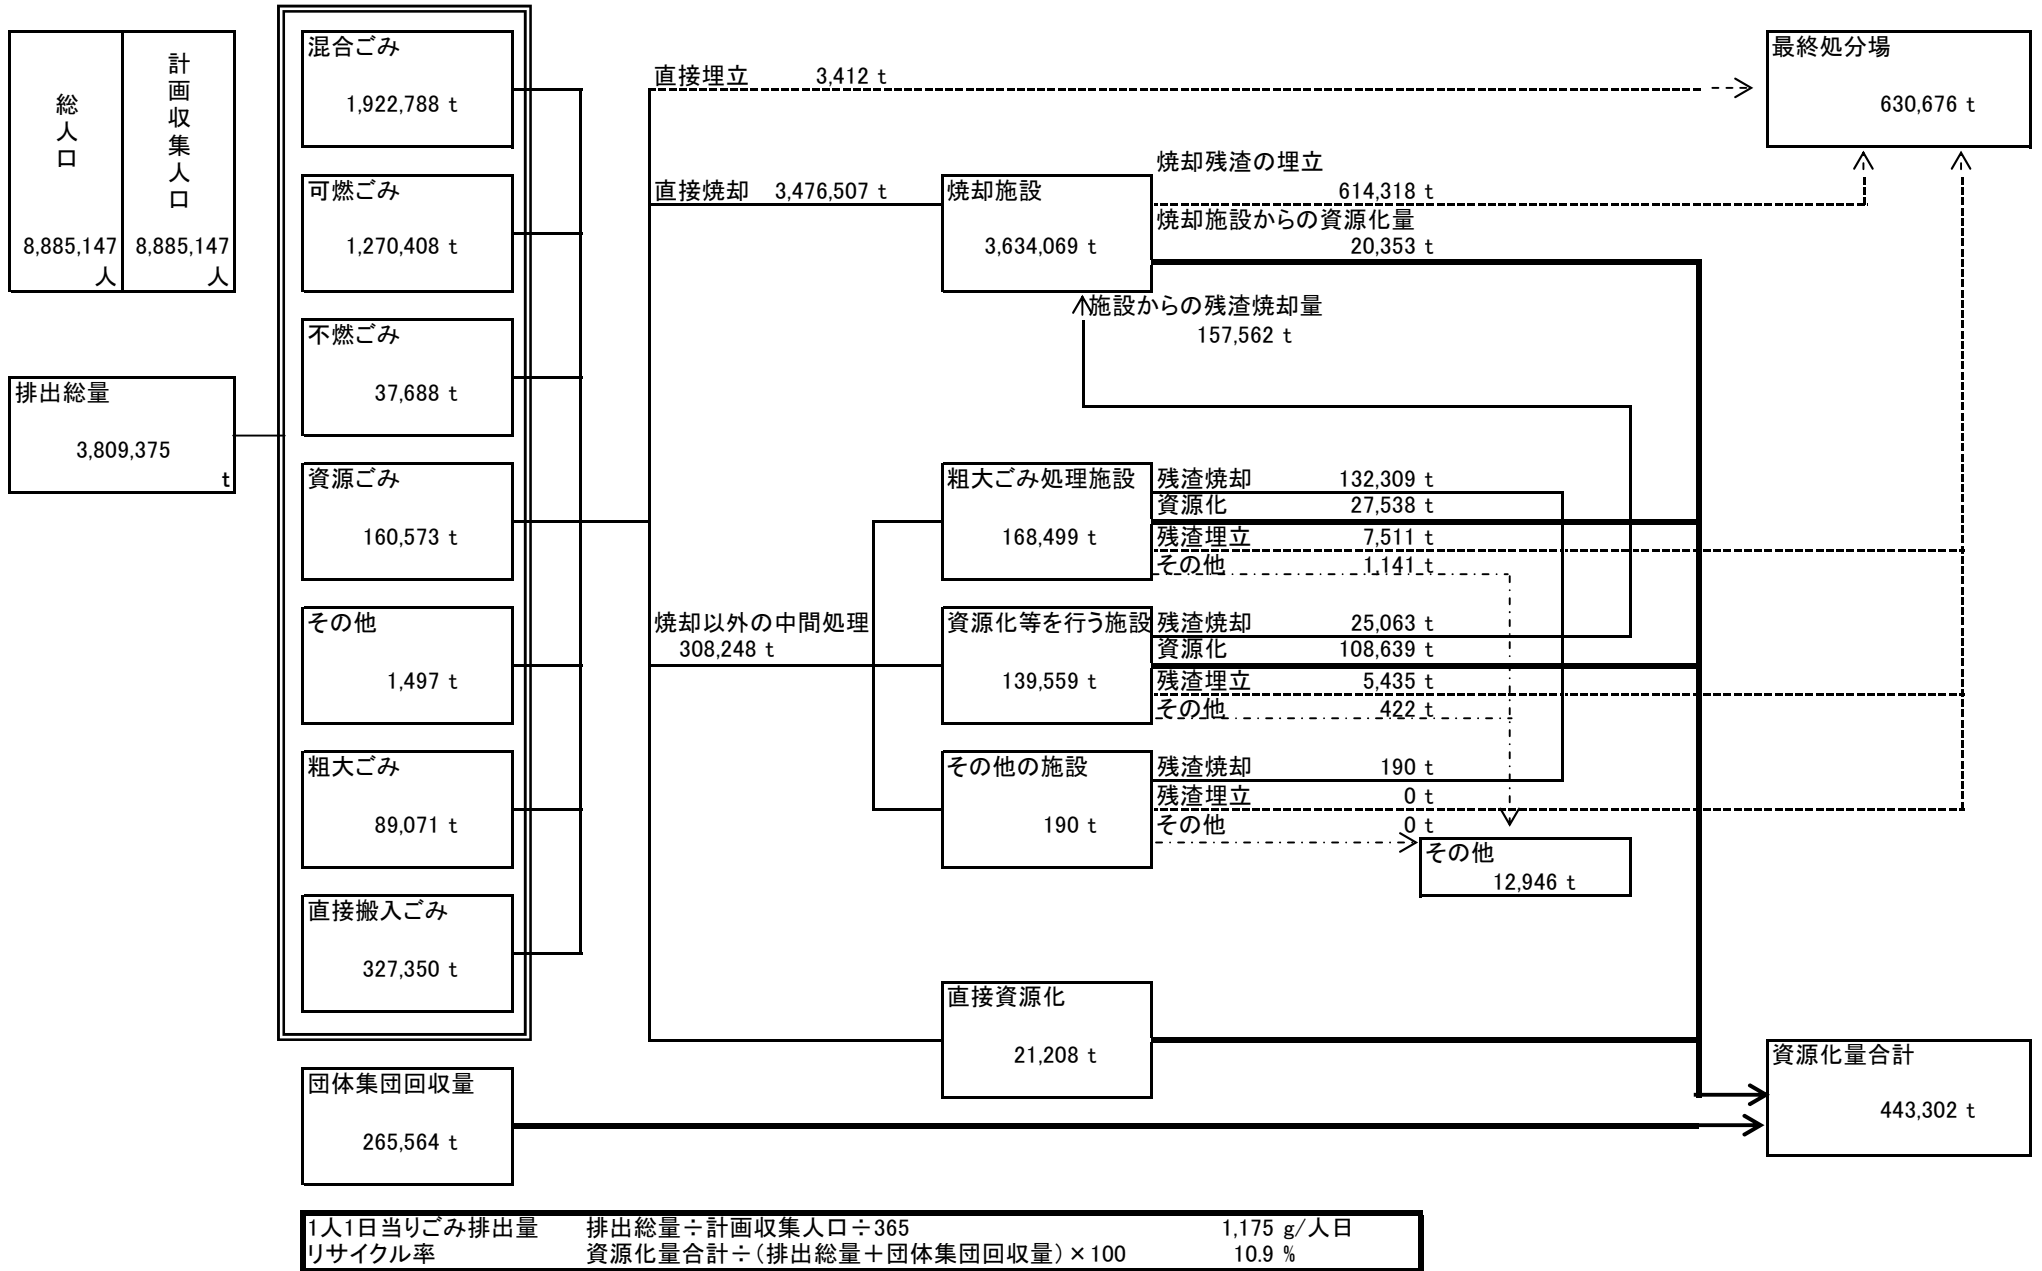 総人口
8,885,147
人
計画収集人口
8,885,147
人
排出総量
3,809,375
t
混合ごみ
1,922,788 t
可燃ごみ
1,270,408 t
不燃ごみ
37,688 t
資源ごみ
160,573 t
その他
1,497 t
粗大ごみ
89,071 t
直接搬入ごみ
327,350 t
団体集団回収量
265,564 t
直接埋立 3,412 t
直接焼却 3,476,507 t
焼却以外の中間処理
308,248 t
焼却施設
3,634,069 t
焼却残渣の埋立
614,318 t
焼却施設からの資源化量
20,353 t
施設からの残渣焼却量
157,562 t
粗大ごみ処理施設
168,499 t
残渣焼却 132,309 t
資源化 27,538 t
残渣埋立 7,511 t
その他 1,141 t
資源化等を行う施設
139,559 t
残渣焼却 25,063 t
資源化 108,639 t
残渣埋立 5,435 t
その他 422 t
その他の施設
190 t
残渣焼却 190 t
残渣埋立 0 t
その他 0 t
その他
12,946 t
直接資源化
21,208 t
最終処分場
630,676 t
資源化量合計
443,302 t
1人1日当りごみ排出量 排出総量÷計画収集人口÷365 1,175 g/人日
リサイクル率 資源化量合計÷(排出総量＋団体集団回収量)×100 10.9 %